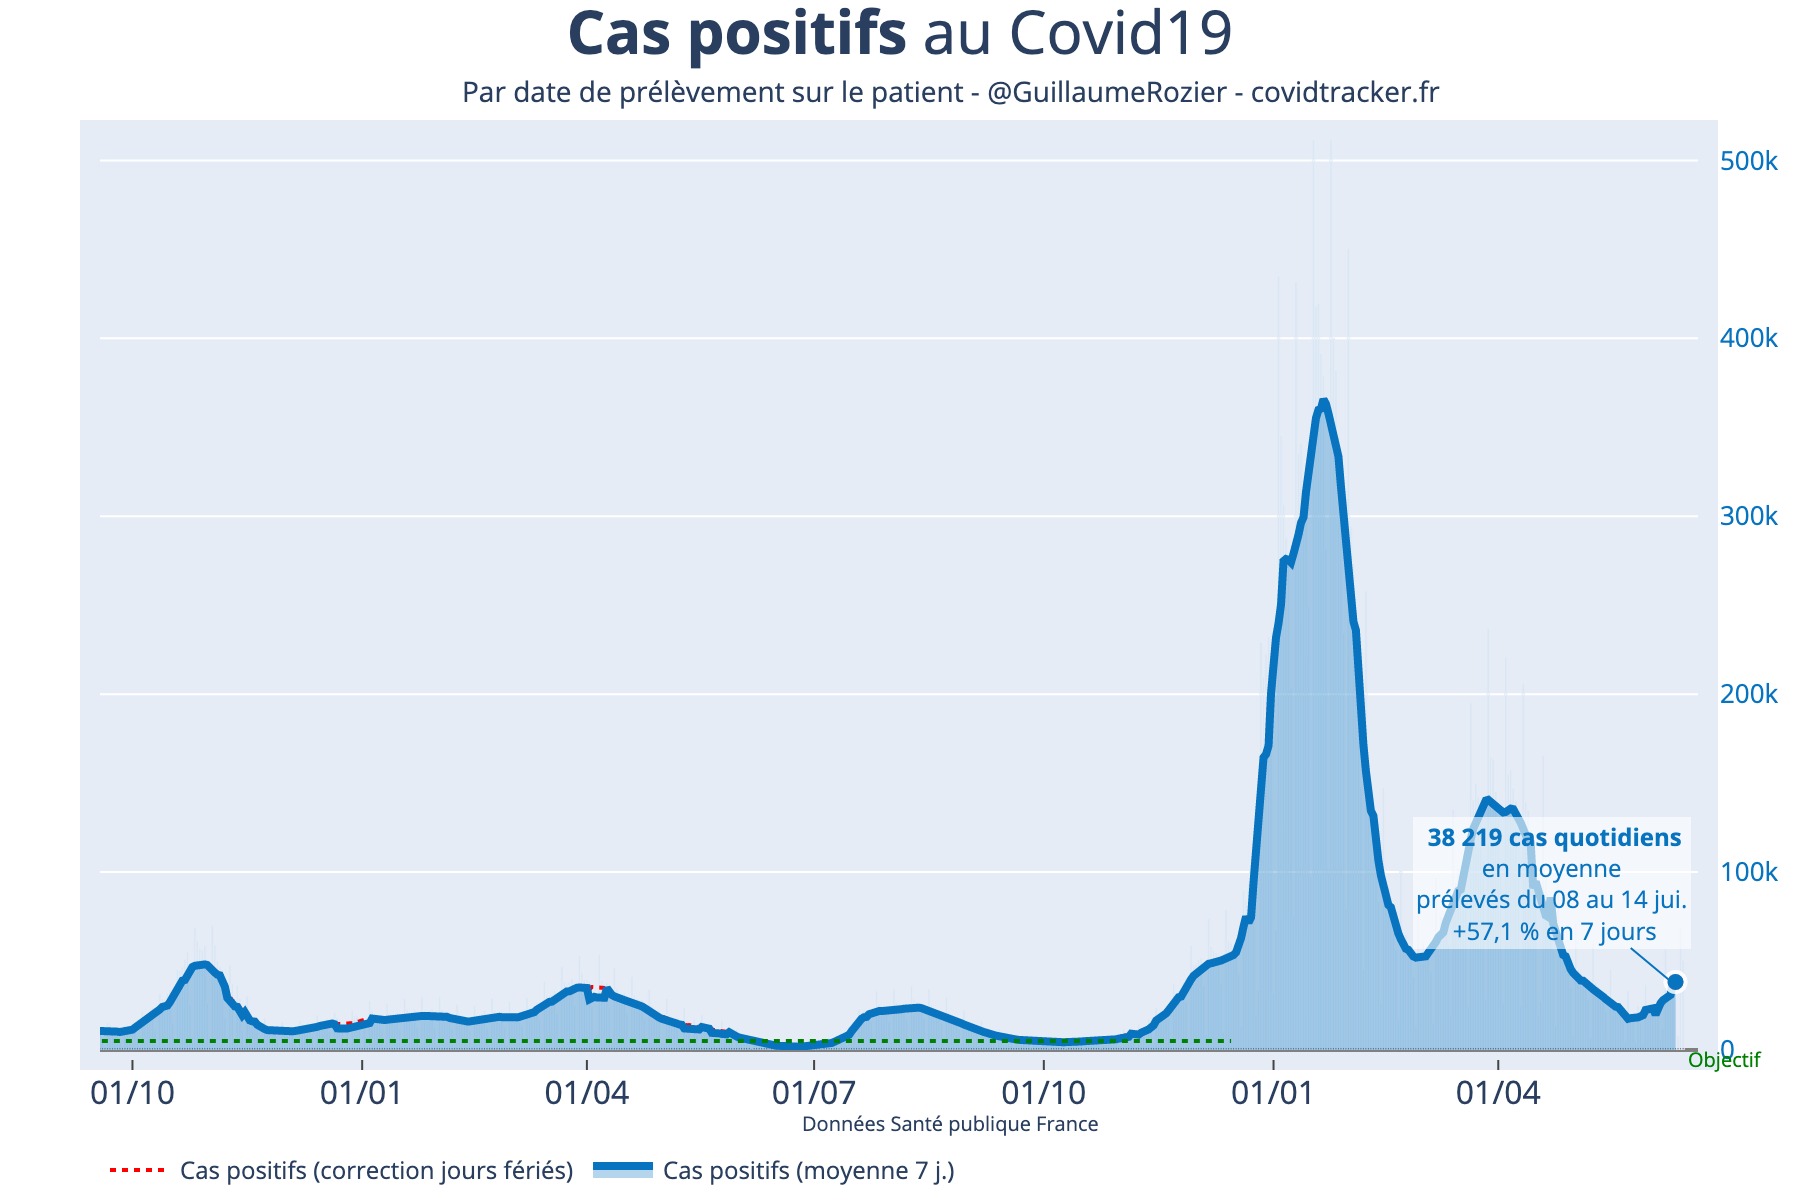 Cas positifs au Covid19
Par date de prélèvement sur le patient - @GuillaumeRozier - covidtracker.fr
500k
400k
300k
200k
100k
0
38 219 cas quotidiens
en moyenne
prélevés du 08 au 14 jui.
+57,1 % en 7 jours
Objectif
01/10 01/01 01/04 01/07 01/10 01/01 01/04
Données Santé publique France
Cas positifs (correction jours fériés) Cas positifs (moyenne 7 j.)